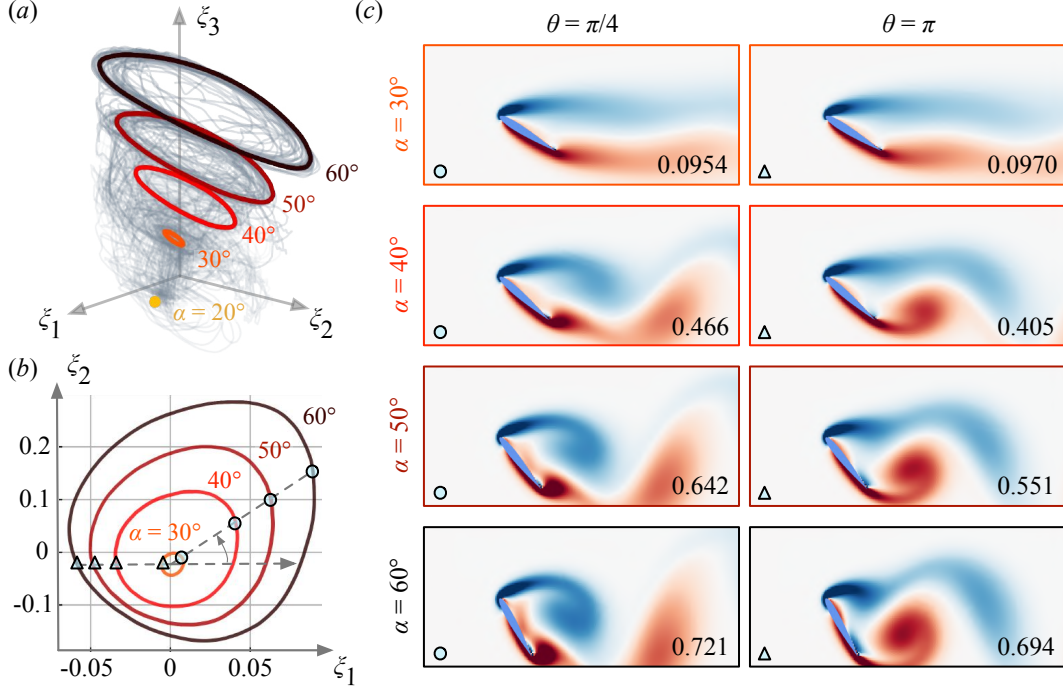 (a)
ξ3
60°
50°
40°
30°
α = 20°
ξ1
ξ2
(b)
ξ2
60°
50°
40°
α = 30°
0.2
0.1
0
-0.1
-0.05
0
0.05
ξ1
(c)
θ = π/4
θ = π
α = 30°
0.0954
0.0970
α = 40°
0.466
0.405
α = 50°
0.642
0.551
α = 60°
0.721
0.694